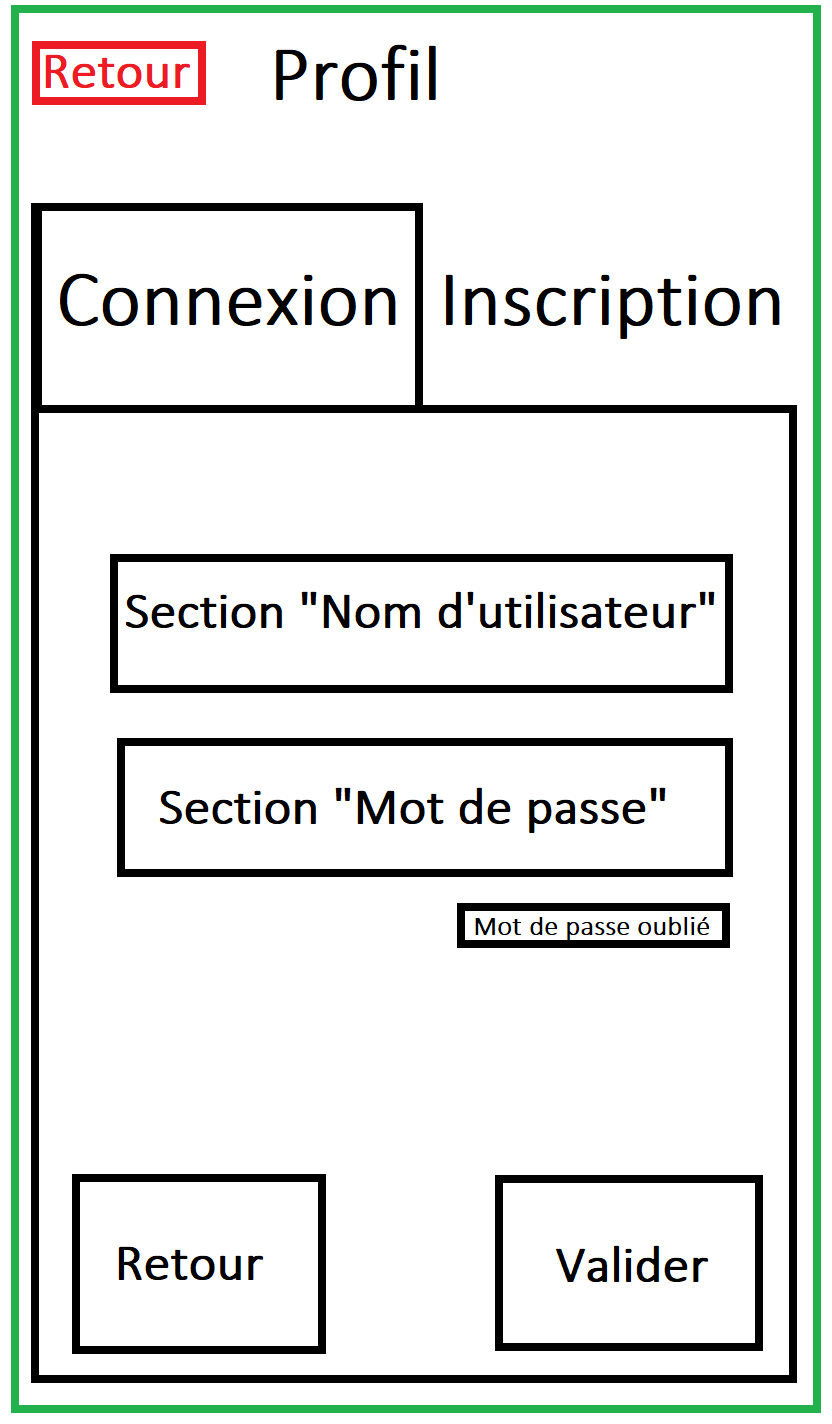 Retour
Profil
Connexion
Inscription
Section "Nom d'utilisateur"
Section "Mot de passe"
Mot de passe oublié
Retour
Valider